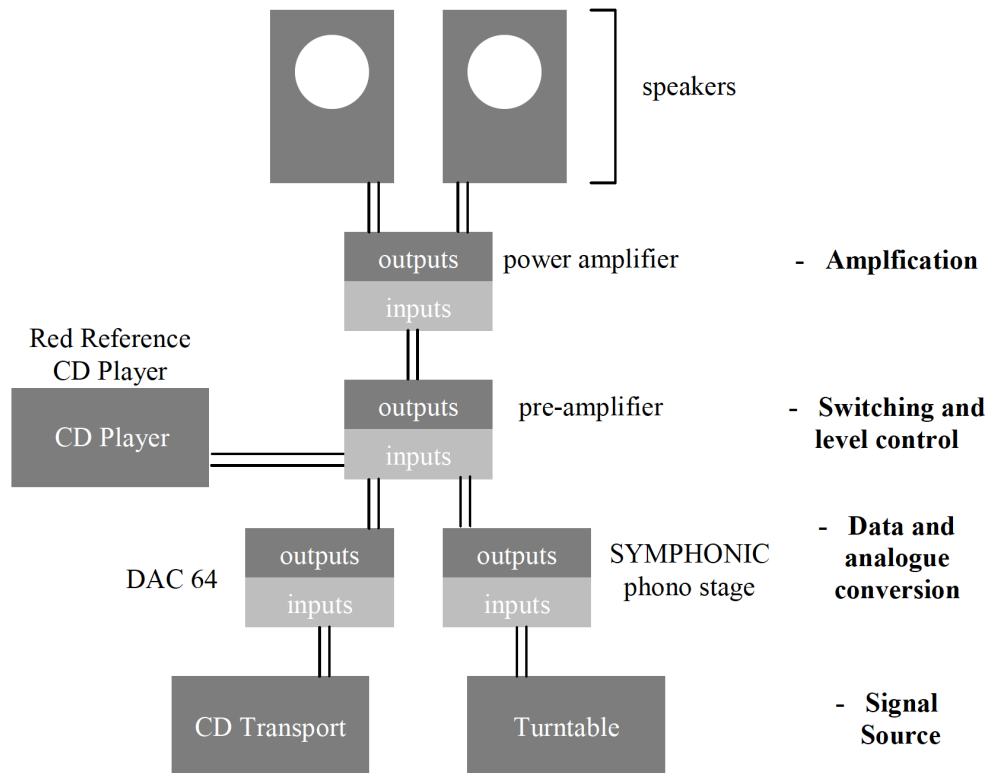 speakers
outputs
inputs
power amplifier
- Amplfication
Red Reference
CD Player
CD Player
outputs
inputs
pre-amplifier
- Switching and
level control
DAC 64
outputs
inputs
outputs
inputs
SYMPHONIC
phono stage
- Data and
analogue
conversion
CD Transport
Turntable
- Signal
Source